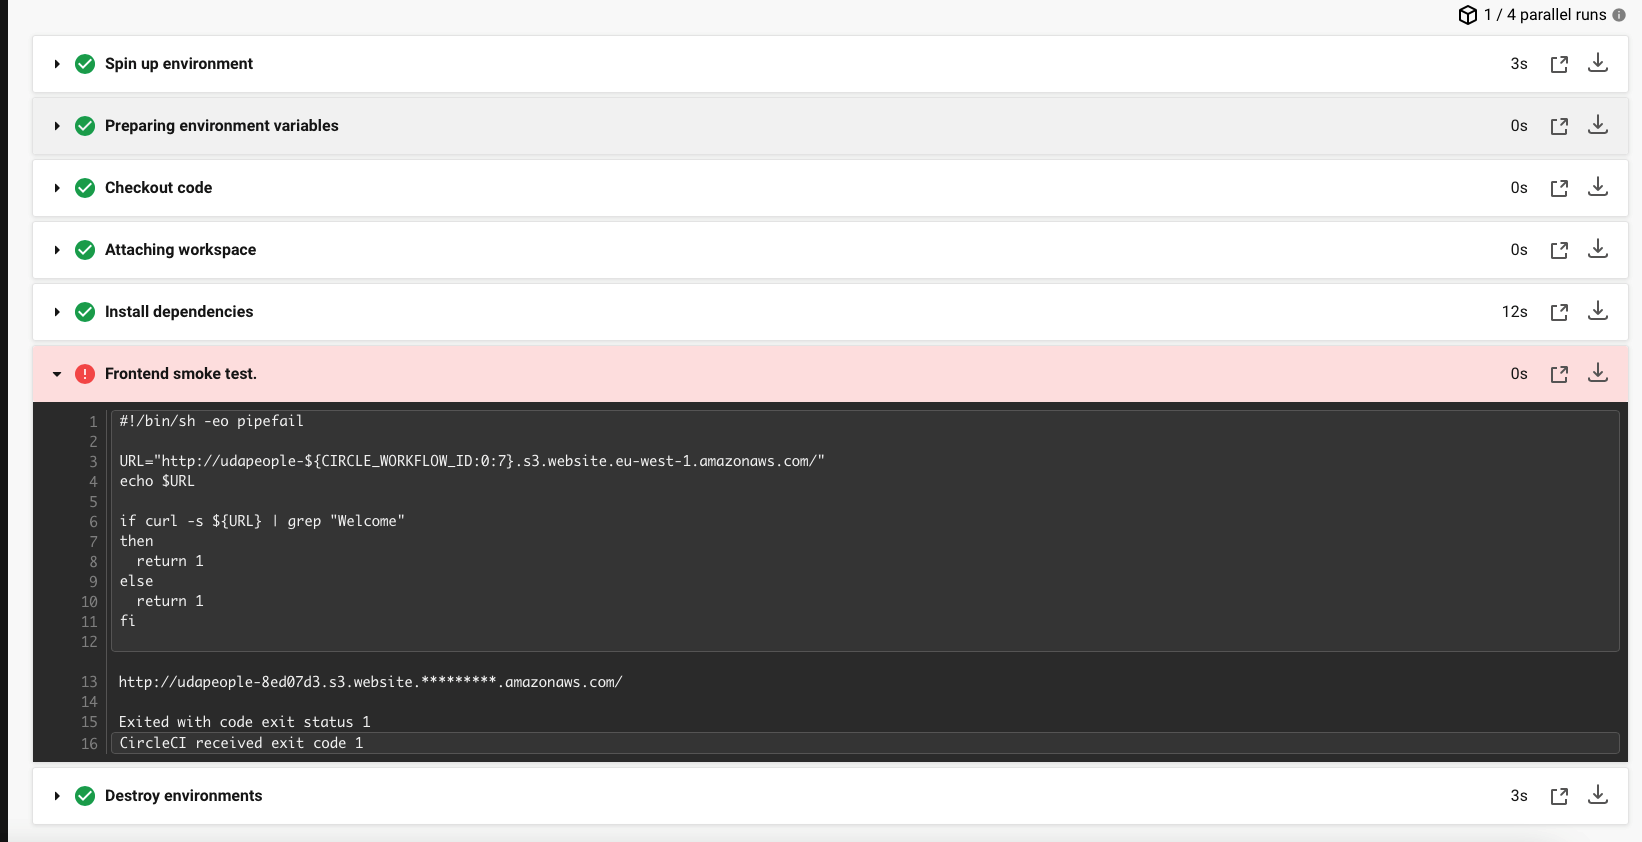 1 / 4 parallel runs
Spin up environment 3s
Preparing environment variables 0s
Checkout code 0s
Attaching workspace 0s
Install dependencies 12s
Frontend smoke test. 0s
1 #!/bin/sh -eo pipefail
2
3 URL="http://udapeople-${CIRCLE_WORKFLOW_ID:0:7}.s3.website.eu-west-1.amazonaws.com/"
4 echo $URL
5
6 if curl -s ${URL} | grep "Welcome"
7 then
8   return 1
9 else
10   return 1
11 fi
12
13 http://udapeople-8ed07d3.s3.website.*********.amazonaws.com/
14
15 Exited with code exit status 1
16 CircleCI received exit code 1
Destroy environments 3s